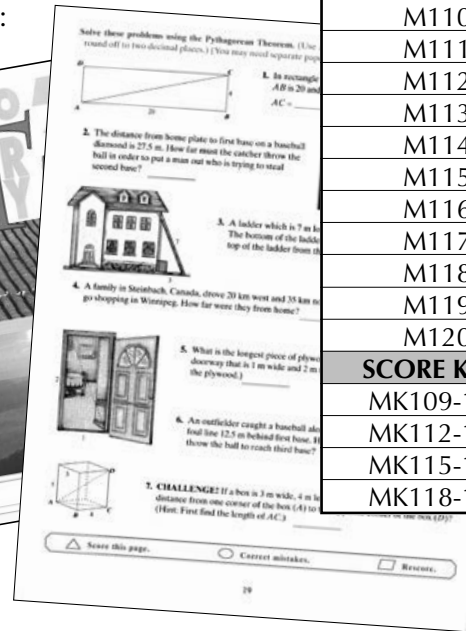 :
Solve these problems using the Pythagorean Theorem. (Use
round off to two decimal places.) (You may need separate pap
D
C
A
B
20
1. In rectangle
AB is 20 and
AC =
2. The distance from home plate to first base on a baseball
diamond is 27.5 m. How far must the catcher throw the
ball in order to put a man out who is trying to steal
second base?
3. A ladder which is 7 m lo
The bottom of the ladde
top of the ladder from th
4. A family in Steinbach, Canada, drove 20 km west and 35 km no
go shopping in Winnipeg. How far were they from home?
5. What is the longest piece of plywo
doorway that is 1 m wide and 2 m
the plywood.)
2
1
6. An outfielder caught a baseball alo
foul line 12.5 m behind first base. H
throw the ball to reach third base?
7. CHALLENGE! If a box is 3 m wide, 4 m le
distance from one corner of the box (A) to
of the box (D)?
(Hint: First find the length of AC.)
Score this page.
Correct mistakes.
Rescore.
19
M110
M111
M112
M113
M114
M115
M116
M117
M118
M119
M120
SCORE K
MK109-1
MK112-1
MK115-1
MK118-1